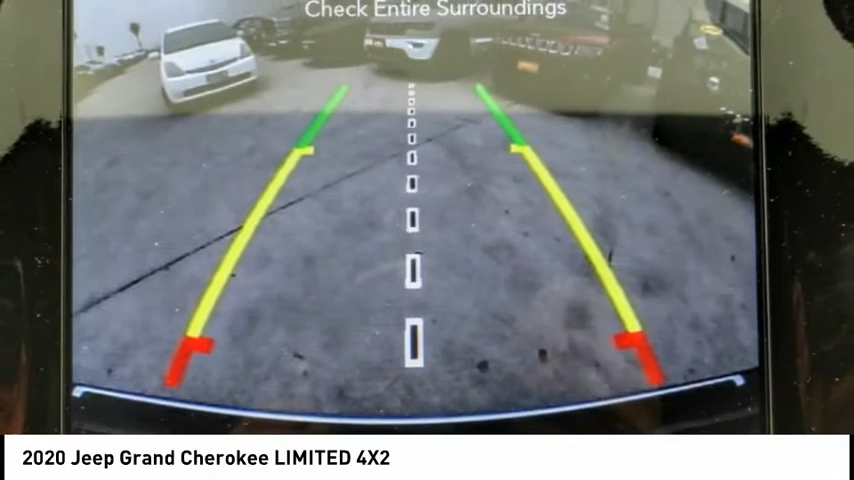 Check Entire Surroundings
2020 Jeep Grand Cherokee LIMITED 4X2